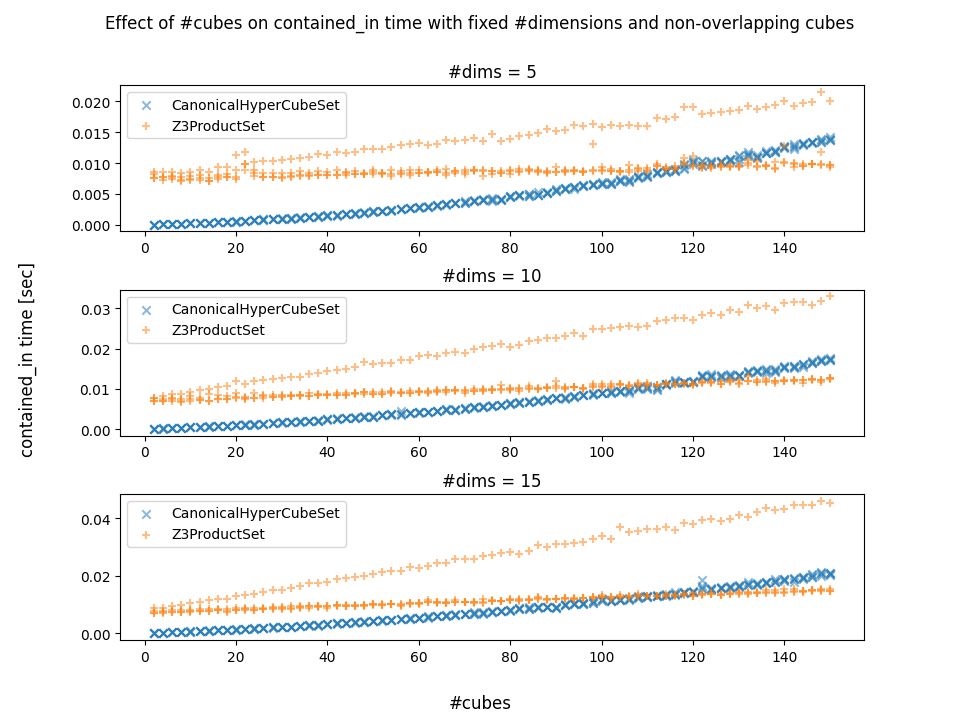 Effect of #cubes on contained_in time with fixed #dimensions and non-overlapping cubes
#dims = 5
CanonicalHyperCubeSet
Z3ProductSet
0.020
0.015
0.010
0.005
0.000
0 20 40 60 80 100 120 140
#dims = 10
CanonicalHyperCubeSet
Z3ProductSet
0.03
0.02
0.01
0.00
0 20 40 60 80 100 120 140
contained_in time [sec]
#dims = 15
CanonicalHyperCubeSet
Z3ProductSet
0.04
0.02
0.00
0 20 40 60 80 100 120 140
#cubes